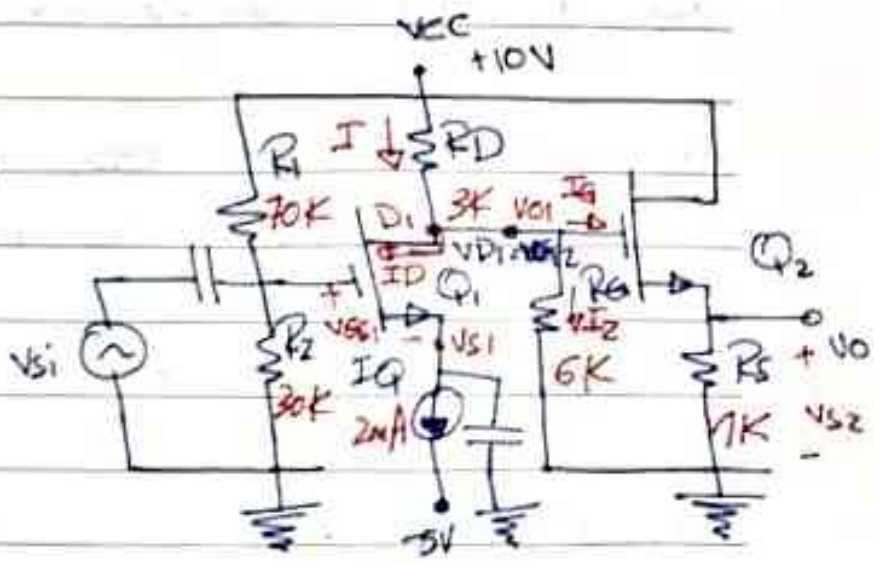 VCC
+10V
I
RD
R1
70K
D1
3K
VO1
IG
VD1
ID
Q1
Q2
+
VGS1
-
VS1
RG
I2
Vsi
R2
30K
IQ
2mA
6K
RS
+
VO
1K
VS2
-
-5V